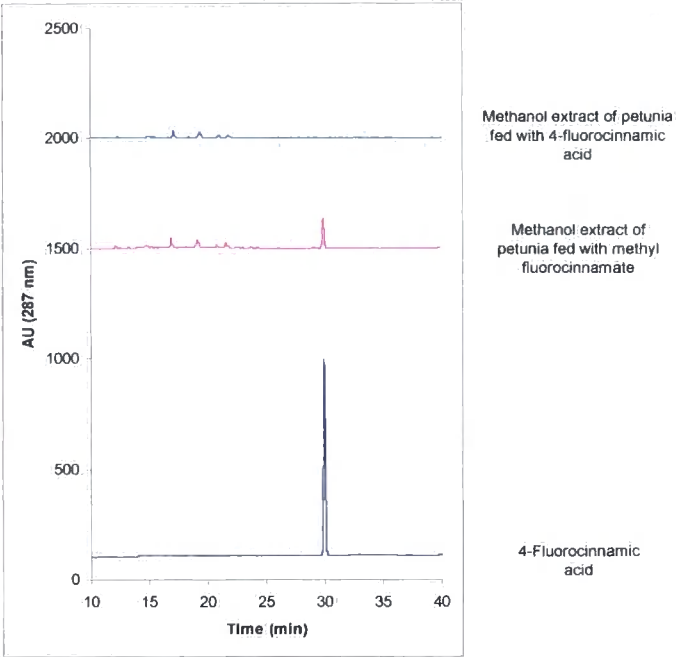 2500
Methanol extract of petunia
fed with 4-fluorocinnamic
acid
2000
Methanol extract of
petunia fed with methyl
fluorocinnamate
1500
AU (287 nm)
1000
500
4-Fluorocinnamic
acid
0
10 15 20 25 30 35 40
Time (min)